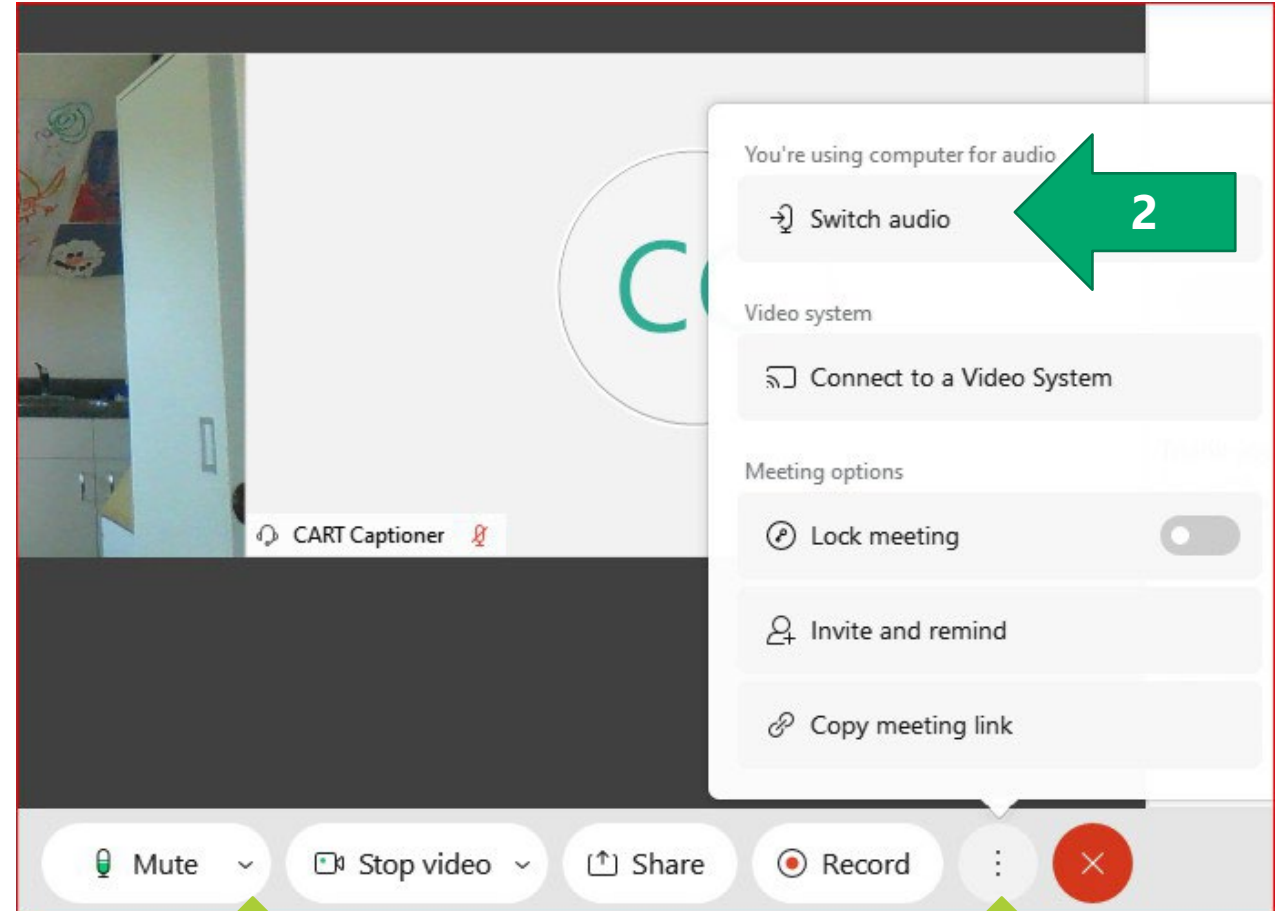 You're using computer for audio
Switch audio
2
Video system
Connect to a Video System
Meeting options
Lock meeting
Invite and remind
Copy meeting link
CART Captioner
Mute
Stop video
Share
Record